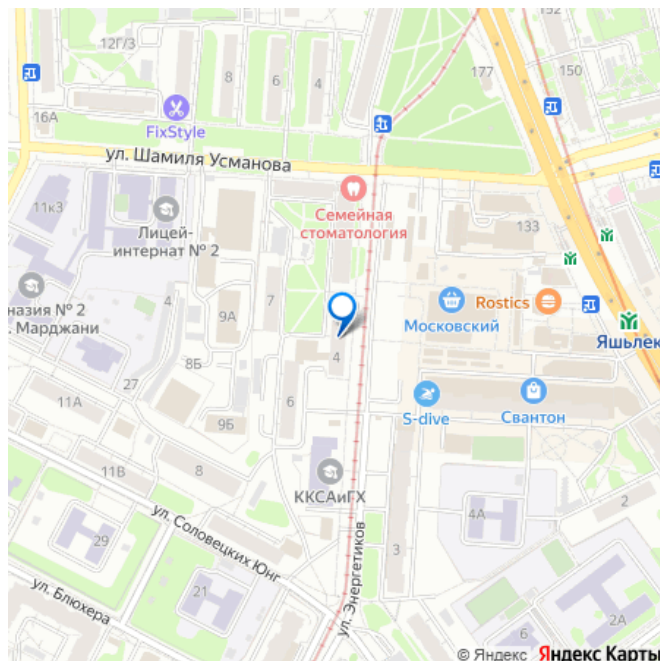 12Г/3
8
6
4
177
152
150
16А
FixStyle
ул. Шамиля Усманова
11к3
Лицей-
интернат № 2
Семейная
стоматология
133
7
4
9А
Московский
Rostics
Яшьлек
назия № 2
. Марджани
8Б
4
27
6
S-dive
Свантон
11А
9Б
11В
8
ККСАиГХ
ул. Соловецких Юнг
4А
2
29
ул. Энергетиков
3
21
ул. Блюхера
6
2А
© Яндекс Яндекс Карты